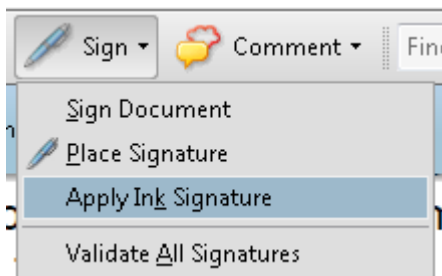 Sign Comment Fin
Sign Document
Place Signature
Apply Ink Signature
Validate All Signatures